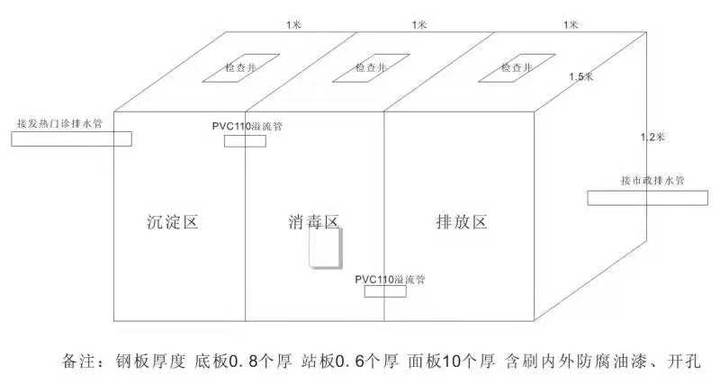 1米 1米 1米
检查井 检查井 检查井
1.5米
接发热门诊排水管 PVC110溢流管
1.2米
接市政排水管
沉淀区 消毒区 排放区
PVC110溢流管
备注：钢板厚度 底板0.8个厚 站板0.6个厚 面板10个厚 含刷内外防腐油漆、开孔